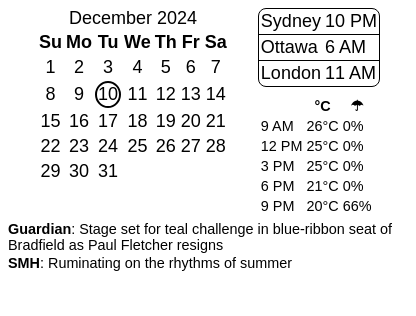 December 2024
Su Mo Tu We Th Fr Sa
1 2 3 4 5 6 7
8 9 10 11 12 13 14
15 16 17 18 19 20 21
22 23 24 25 26 27 28
29 30 31
Sydney 10 PM
Ottawa 6 AM
London 11 AM
°C ☂
9 AM 26°C 0%
12 PM 25°C 0%
3 PM 25°C 0%
6 PM 21°C 0%
9 PM 20°C 66%
Guardian: Stage set for teal challenge in blue-ribbon seat of
Bradfield as Paul Fletcher resigns
SMH: Ruminating on the rhythms of summer